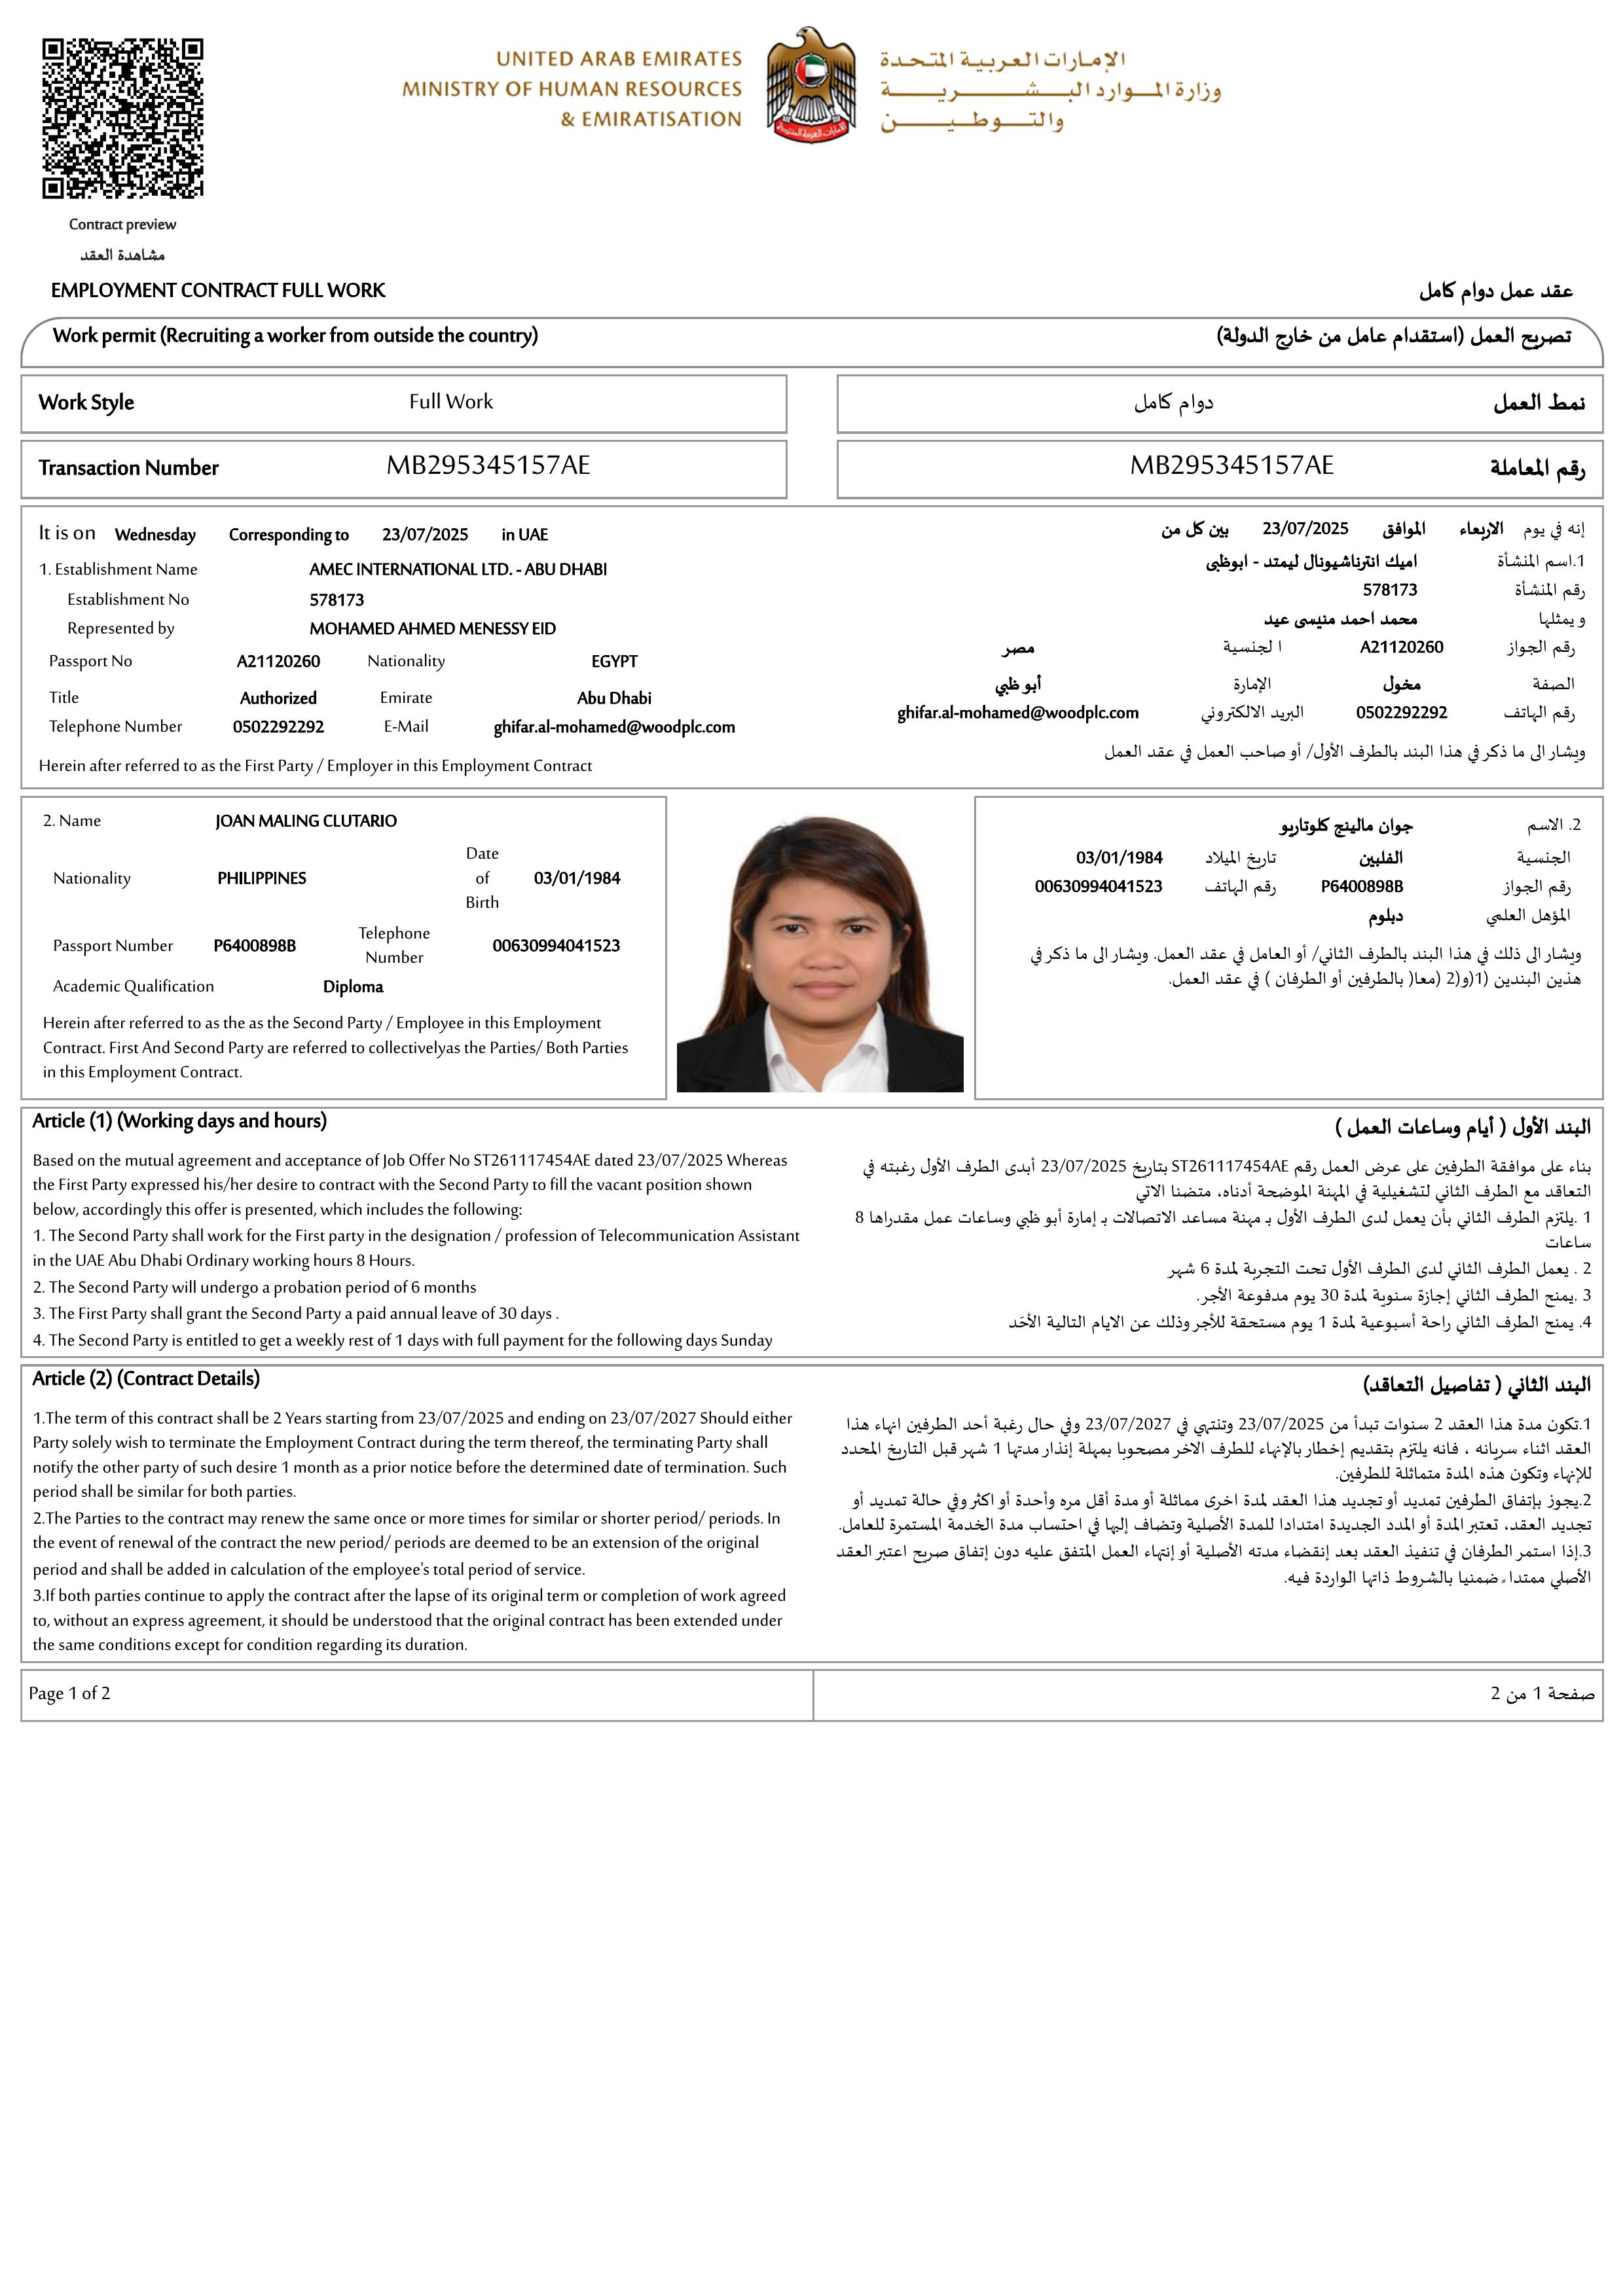 UNITED ARAB EMIRATES
MINISTRY OF HUMAN RESOURCES
& EMIRATISATION
الإمارات العربية المتحدة
وزارة الموارد البشرية
والتوطين
Contract preview
مشاهدة العقد
EMPLOYMENT CONTRACT FULL WORK
عقد عمل دوام كامل
Work permit (Recruiting a worker from outside the country)
تصريح العمل (استقدام عامل من خارج الدولة)
Work Style Full Work
نمط العمل دوام كامل
Transaction Number MB295345157AE
رقم المعاملة MB295345157AE
It is on Wednesday Corresponding to 23/07/2025 in UAE
1. Establishment Name AMEC INTERNATIONAL LTD. - ABU DHABI
Establishment No 578173
Represented by MOHAMED AHMED MENESSY EID
Passport No A21120260 Nationality EGYPT
Title Authorized Emirate Abu Dhabi
Telephone Number 0502292292 E-Mail ghifar.al-mohamed@woodplc.com
Herein after referred to as the First Party / Employer in this Employment Contract
إنه في يوم الاربعاء الموافق 23/07/2025 بين كل من
1.اسم المنشأة اميك انترناشيونال ليمتد - ابوظبى
رقم المنشأة 578173
ويمثلها محمد احمد منيسى عيد
رقم الجواز A21120260 ا لجنسية مصر
الصفة مخول الإمارة أبو ظبي
رقم الهاتف 0502292292 البريد الالكتروني ghifar.al-mohamed@woodplc.com
ويشار الى ما ذكر في هذا البند بالطرف الأول/ أو صاحب العمل في عقد العمل
2. Name JOAN MALING CLUTARIO
Nationality PHILIPPINES Date of Birth 03/01/1984
Passport Number P6400898B Telephone Number 00630994041523
Academic Qualification Diploma
Herein after referred to as the as the Second Party / Employee in this Employment
Contract. First And Second Party are referred to collectivelyas the Parties/ Both Parties
in this Employment Contract.
2. الاسم جوان مالينج كلوتاريو
الجنسية الفلبين تاريخ الميلاد 03/01/1984
رقم الجواز P6400898B رقم الهاتف 00630994041523
المؤهل العلمي دبلوم
ويشار الى ذلك في هذا البند بالطرف الثاني/ أو العامل في عقد العمل. ويشار الى ما ذكر في
هذين البندين (1)و(2 )معا( بالطرفين أو الطرفان ) في عقد العمل.
Article (1) (Working days and hours)
Based on the mutual agreement and acceptance of Job Offer No ST261117454AE dated 23/07/2025 Whereas
the First Party expressed his/her desire to contract with the Second Party to fill the vacant position shown
below, accordingly this offer is presented, which includes the following:
1. The Second Party shall work for the First party in the designation / profession of Telecommunication Assistant
in the UAE Abu Dhabi Ordinary working hours 8 Hours.
2. The Second Party will undergo a probation period of 6 months
3. The First Party shall grant the Second Party a paid annual leave of 30 days .
4. The Second Party is entitled to get a weekly rest of 1 days with full payment for the following days Sunday
البند الأول ( أيام وساعات العمل )
بناء على موافقة الطرفين على عرض العمل رقم ST261117454AE بتاريخ 23/07/2025 أبدى الطرف الأول رغبته في
التعاقد مع الطرف الثاني لتشغيلية في المهنة الموضحة أدناه، متضنا الاتي
1 .يلتزم الطرف الثاني بأن يعمل لدى الطرف الأول بـ مهنة مساعد الاتصالات بـ إمارة أبو ظبي وساعات عمل مقدراها 8
ساعات
2 . يعمل الطرف الثاني لدى الطرف الأول تحت التجربة لمدة 6 شهر
3 .يمنح الطرف الثاني إجازة سنوية لمدة 30 يوم مدفوعة الأجر.
4. يمنح الطرف الثاني راحة أسبوعية لمدة 1 يوم مستحقة للأجر وذلك عن الايام التالية الأحَد
Article (2) (Contract Details)
1.The term of this contract shall be 2 Years starting from 23/07/2025 and ending on 23/07/2027 Should either
Party solely wish to terminate the Employment Contract during the term thereof, the terminating Party shall
notify the other party of such desire 1 month as a prior notice before the determined date of termination. Such
period shall be similar for both parties.
2.The Parties to the contract may renew the same once or more times for similar or shorter period/ periods. In
the event of renewal of the contract the new period/ periods are deemed to be an extension of the original
period and shall be added in calculation of the employee's total period of service.
3.If both parties continue to apply the contract after the lapse of its original term or completion of work agreed
to, without an express agreement, it should be understood that the original contract has been extended under
the same conditions except for condition regarding its duration.
البند الثاني ( تفاصيل التعاقد)
1.تكون مدة هذا العقد 2 سنوات تبدأ من 23/07/2025 وتنتهي في 23/07/2027 وفي حال رغبة أحد الطرفين انهاء هذا
العقد اثناء سريانه ، فانه يلتزم بتقديم إخطار بالإنهاء للطرف الاخر مصحوبا بمهلة إنذار مدتها 1 شهر قبل التاريخ المحدد
للإنهاء وتكون هذه المدة متماثلة للطرفين.
2.يجوز بإتفاق الطرفين تمديد أو تجديد هذا العقد لمدة اخرى مماثلة أو مدة أقل مره وأحدة أو اكثر وفي حالة تمديد أو
تجديد العقد، تعتبر المدة أو المدد الجديدة امتدادا للمدة الأصلية وتضاف إليها في احتساب مدة الخدمة المستمرة للعامل.
3.إذا استمر الطرفان في تنفيذ العقد بعد إنقضاء مدته الأصلية أو إنتهاء العمل المتفق عليه دون إتفاق صريح اعتبر العقد
الأصلي ممتداء ضمنيا بالشروط ذاتها الواردة فيه.
Page 1 of 2
صفحة 1 من 2